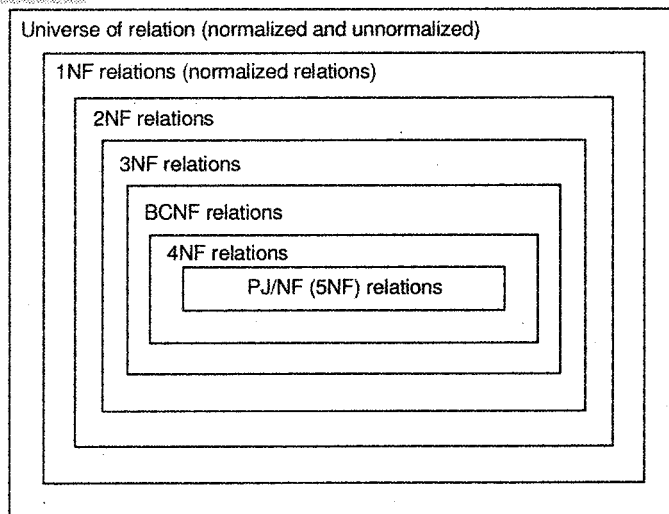 Universe of relation (normalized and unnormalized)
1NF relations (normalized relations)
2NF relations
3NF relations
BCNF relations
4NF relations
PJ/NF (5NF) relations